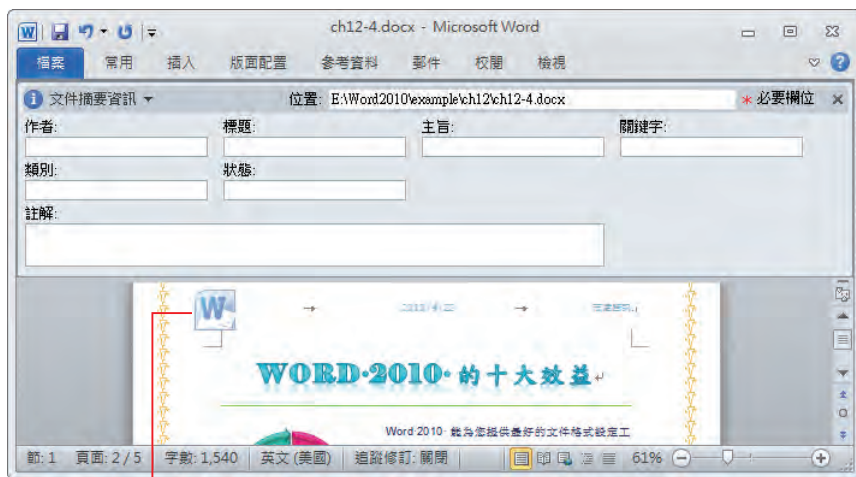 ch12-4.docx - Microsoft Word
檔案 常用 插入 版面配置 參考資料 郵件 校閱 檢視
文件摘要資訊 位置: E:\Word2010\example\ch12\ch12-4.docx * 必要欄位
作者: 標題: 主旨: 關鍵字:
類別: 狀態:
註解:
WORD·2010·的十大效益
Word·2010· 能為您提供最好的文件格式設定工
節: 1 頁面: 2 / 5 字數: 1,540 英文 (美國) 追蹤修訂: 關閉 61%